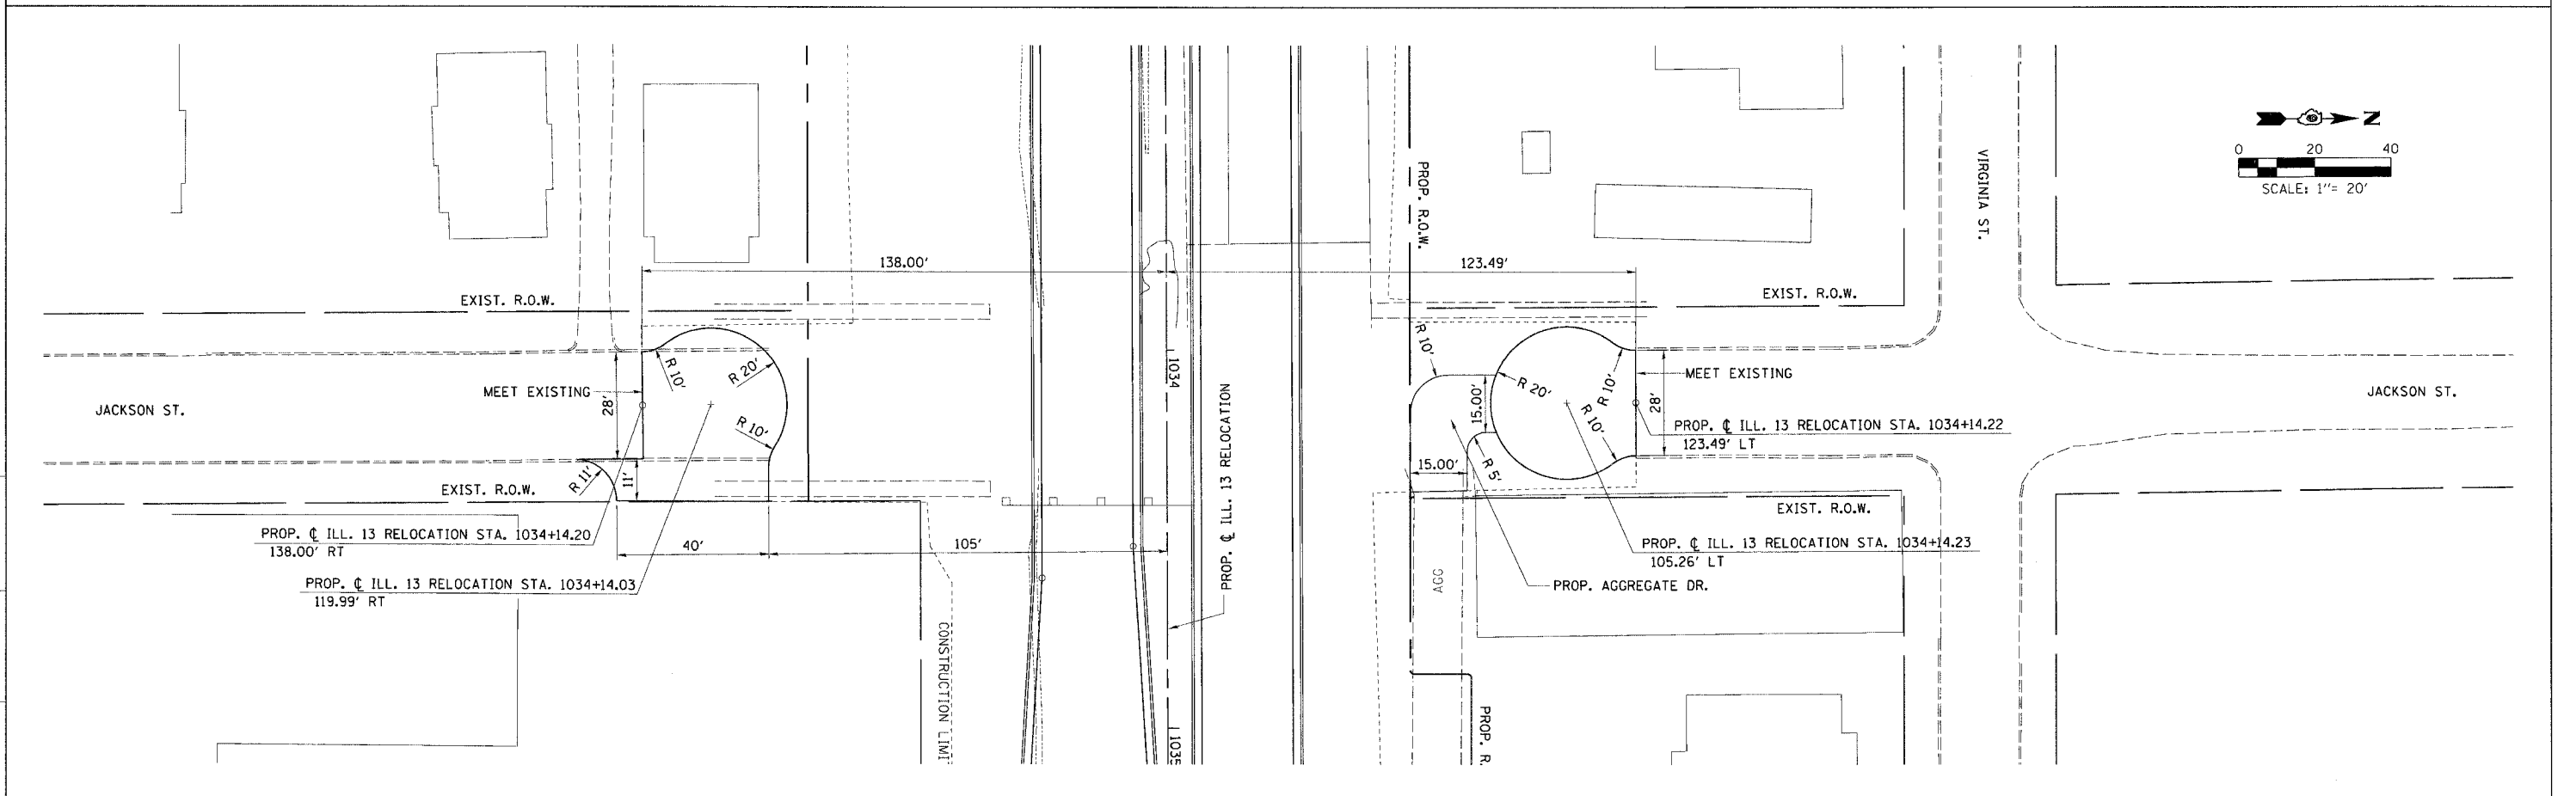 N
0 20 40
SCALE: 1"= 20'
VIRGINIA ST.
PROP. R.O.W.
138.00'
123.49'
EXIST. R.O.W.
EXIST. R.O.W.
R 10'
R 20'
R 10'
MEET EXISTING
28'
JACKSON ST.
1034
PROP. ℄ ILL. 13 RELOCATION
R 10'
15.00'
R 20'
R 10'
R 10'
MEET EXISTING
28'
JACKSON ST.
PROP. ℄ ILL. 13 RELOCATION STA. 1034+14.22
123.49' LT
R 11'
11'
15.00'
R 5'
EXIST. R.O.W.
EXIST. R.O.W.
PROP. ℄ ILL. 13 RELOCATION STA. 1034+14.20
138.00' RT
40'
105'
PROP. ℄ ILL. 13 RELOCATION STA. 1034+14.23
105.26' LT
PROP. ℄ ILL. 13 RELOCATION STA. 1034+14.03
119.99' RT
AGG
PROP. AGGREGATE DR.
CONSTRUCTION LIMI
1035
PROP. R.